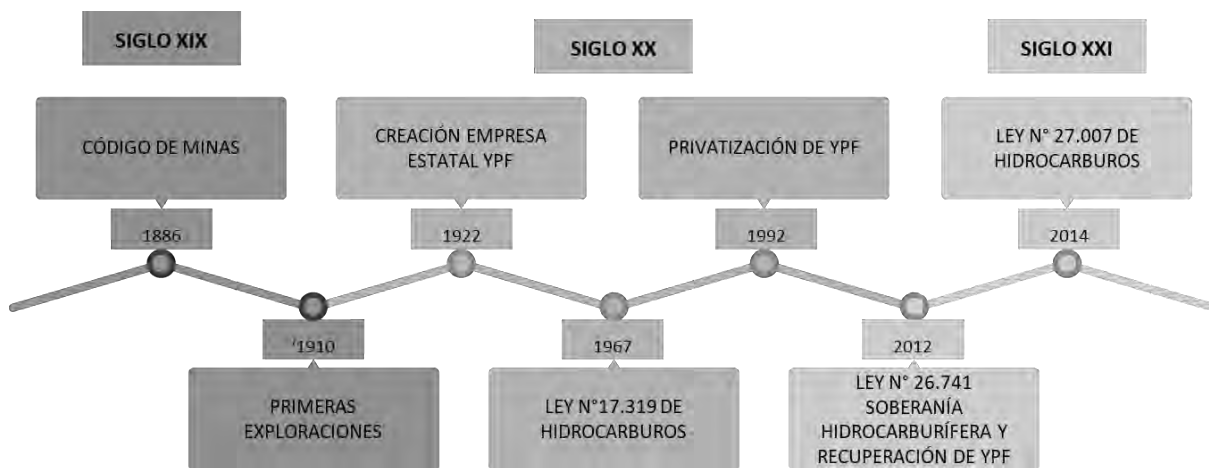 SIGLO XIX
SIGLO XX
SIGLO XXI
CÓDIGO DE MINAS
1886
'1910
PRIMERAS
EXPLORACIONES
CREACIÓN EMPRESA
ESTATAL YPF
1922
1967
LEY N°17.319 DE
HIDROCARBUROS
PRIVATIZACIÓN DE YPF
1992
2012
LEY N° 26.741
SOBERANÍA
HIDROCARBURÍFERA Y
RECUPERACIÓN DE YPF
LEY N° 27.007 DE
HIDROCARBUROS
2014